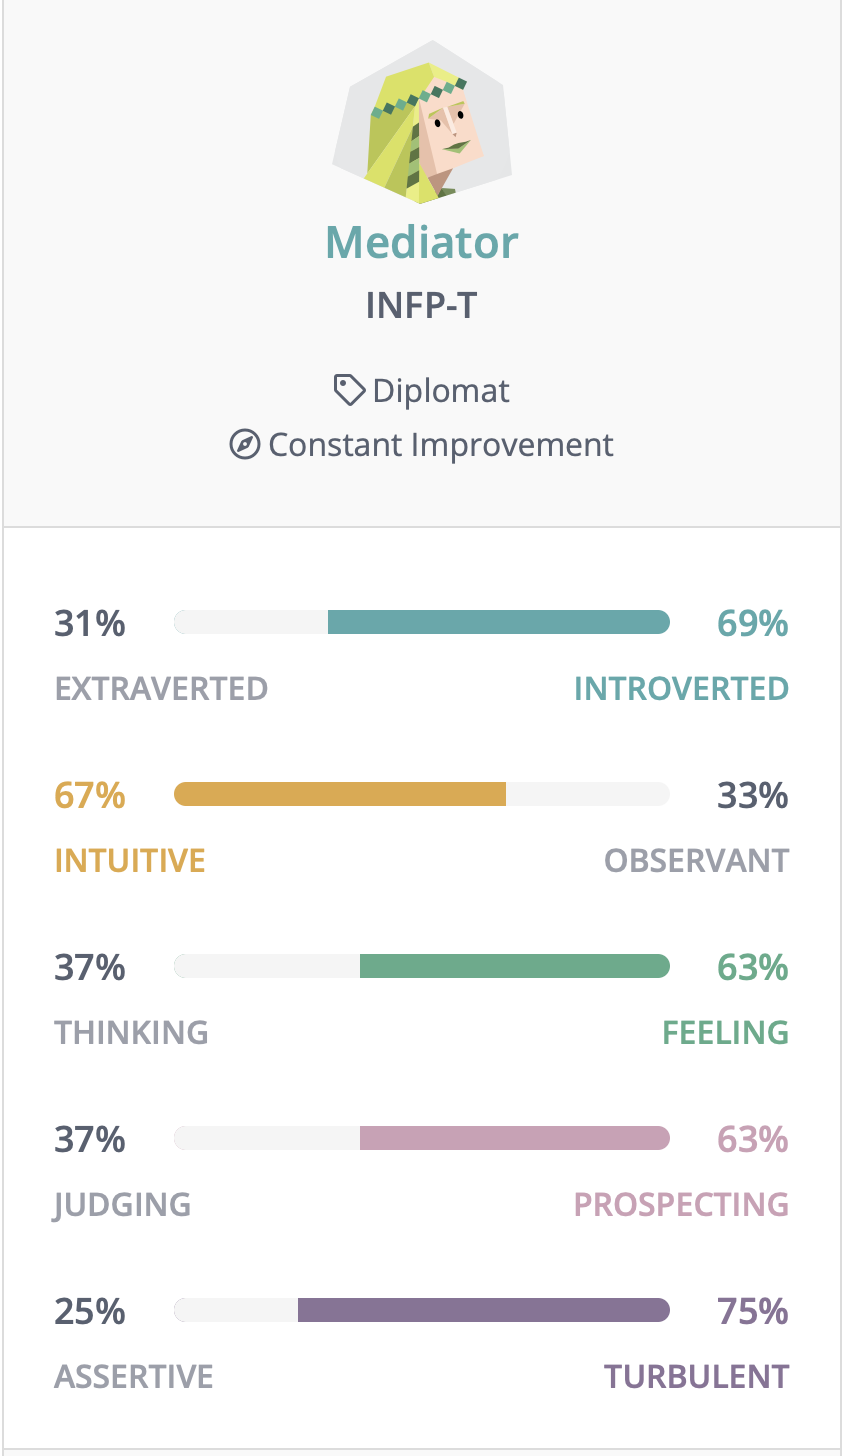 Mediator
INFP-T
Diplomat
Constant Improvement
31% 69%
EXTRAVERTED INTROVERTED
67% 33%
INTUITIVE OBSERVANT
37% 63%
THINKING FEELING
37% 63%
JUDGING PROSPECTING
25% 75%
ASSERTIVE TURBULENT